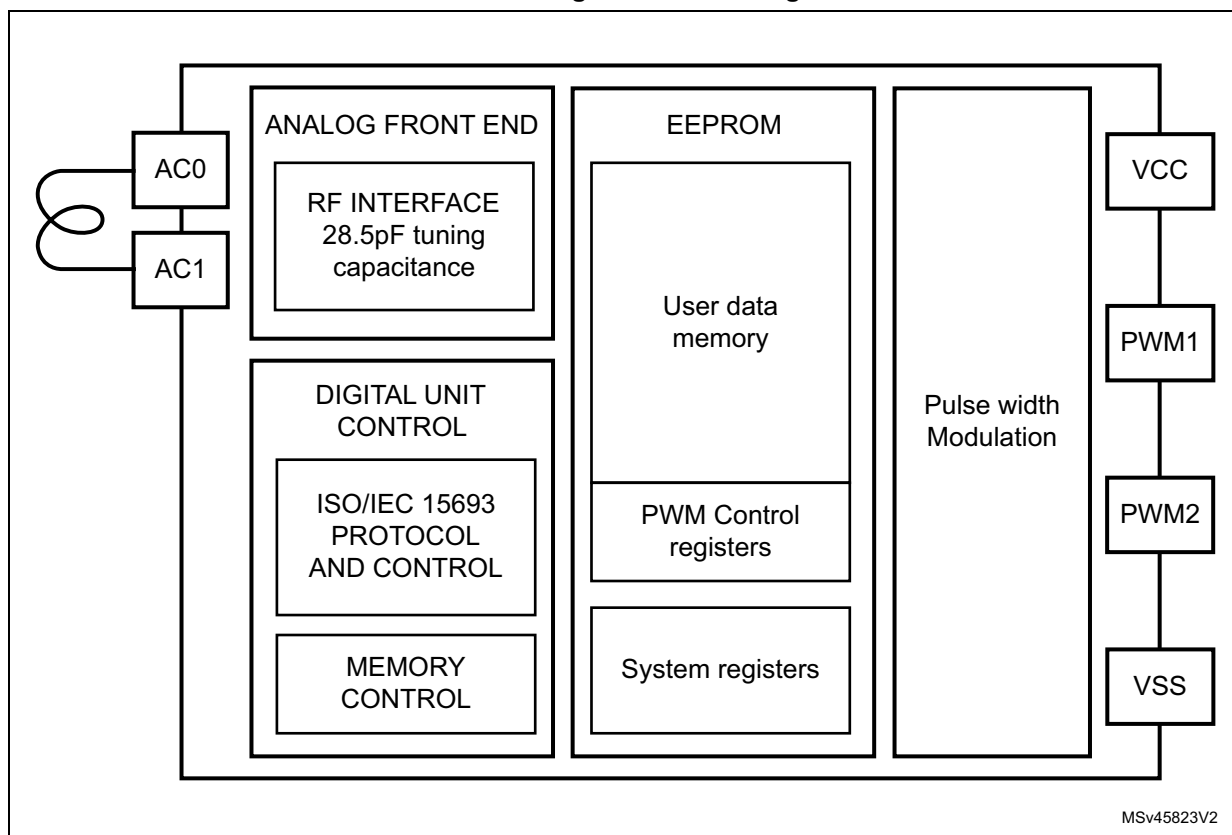 AC0
AC1
ANALOG FRONT END
RF INTERFACE
28.5pF tuning
capacitance
DIGITAL UNIT
CONTROL
ISO/IEC 15693
PROTOCOL
AND CONTROL
MEMORY
CONTROL
EEPROM
User data
memory
PWM Control
registers
System registers
Pulse width
Modulation
VCC
PWM1
PWM2
VSS
MSv45823V2